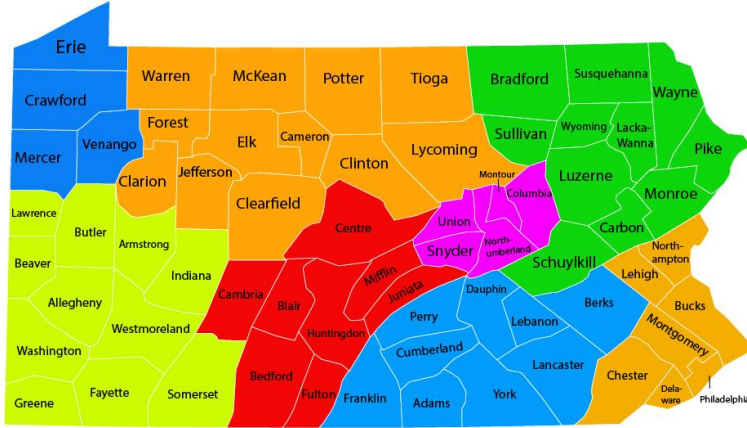 Erie
Warren
McKean
Potter
Tioga
Bradford
Susquehanna
Wayne
Crawford
Forest
Elk
Cameron
Clinton
Lycoming
Sullivan
Wyoming
Lacka-
Wanna
Pike
Mercer
Venango
Clarion
Jefferson
Clearfield
Montour
Columbia
Luzerne
Monroe
Lawrence
Butler
Armstrong
Centre
Union
Snyder
North-
umberland
Carbon
Schuylkill
North-
ampton
Lehigh
Beaver
Indiana
Allegheny
Cambria
Blair
Mifflin
Juniata
Dauphin
Berks
Bucks
Westmoreland
Huntingdon
Perry
Lebanon
Montgomery
Washington
Cumberland
Lancaster
Chester
Greene
Fayette
Somerset
Bedford
Fulton
Franklin
Adams
York
Dela-
ware
Philadelphia